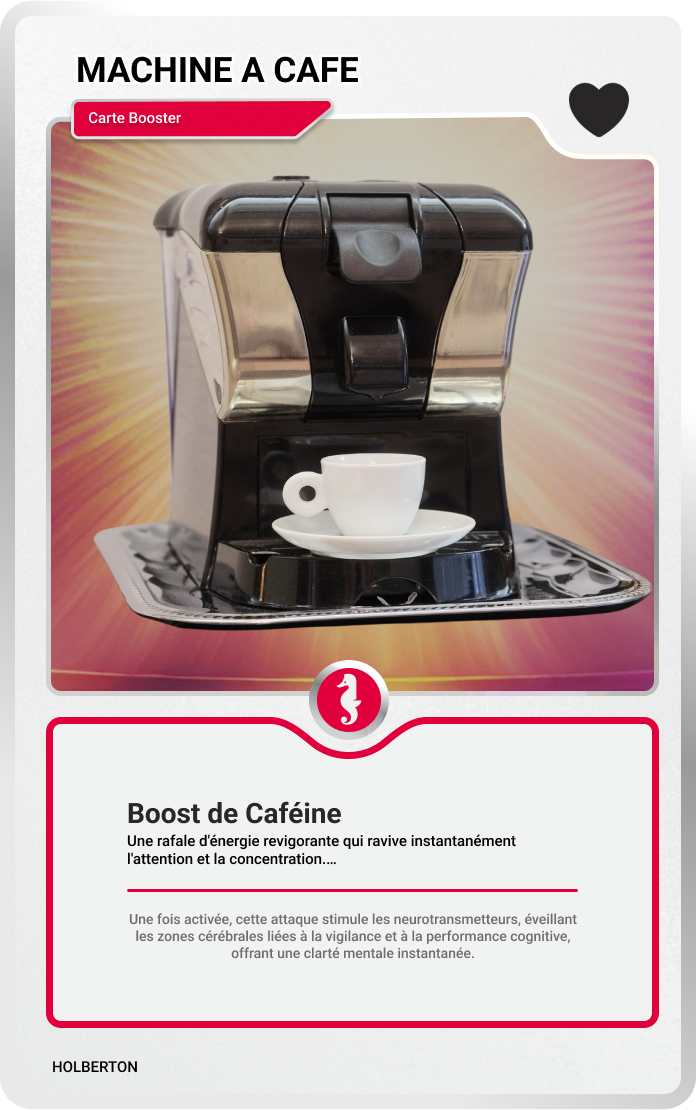 MACHINE A CAFE
Carte Booster
Boost de Caféine
Une rafale d'énergie revigorante qui ravive instantanément
l'attention et la concentration....
Une fois activée, cette attaque stimule les neurotransmetteurs, éveillant
les zones cérébrales liées à la vigilance et à la performance cognitive,
offrant une clarté mentale instantanée.
HOLBERTON